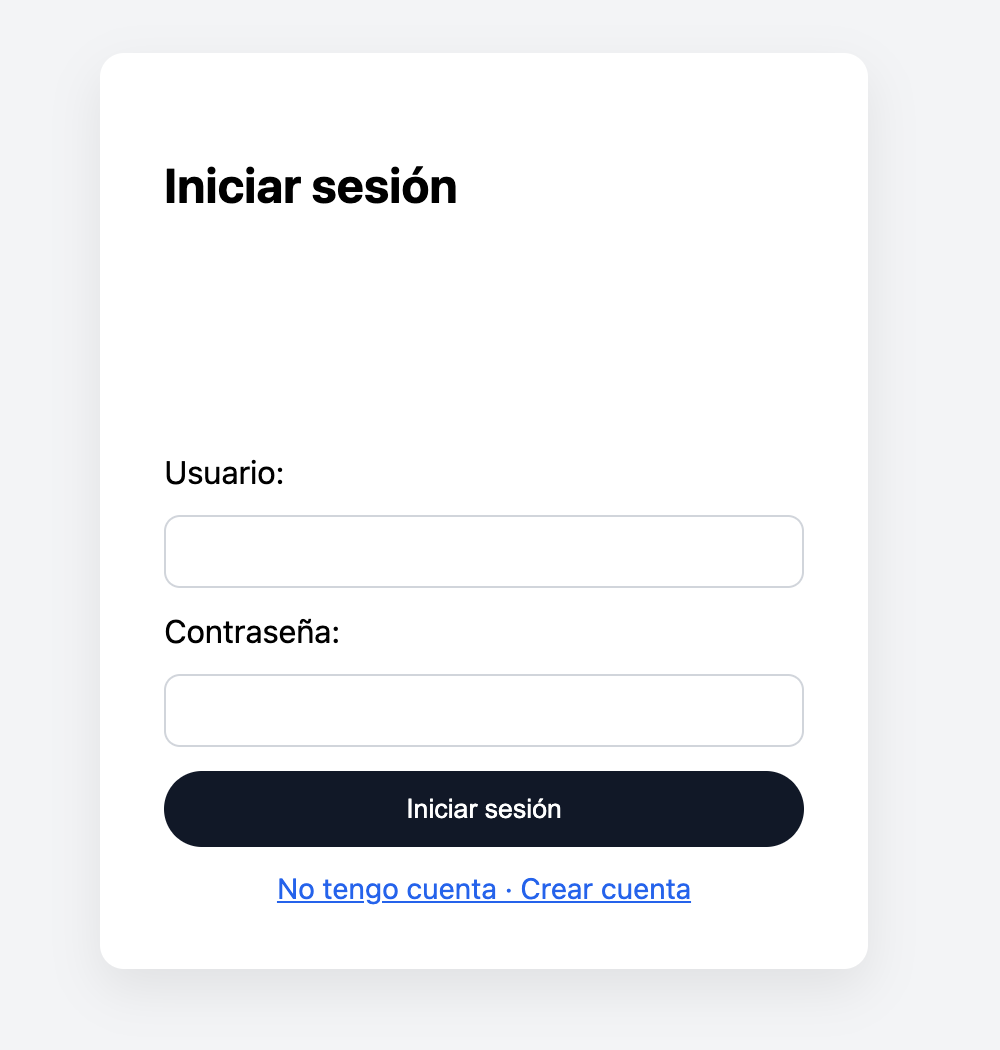 Iniciar sesión
Usuario:
Contraseña:
Iniciar sesión
No tengo cuenta · Crear cuenta